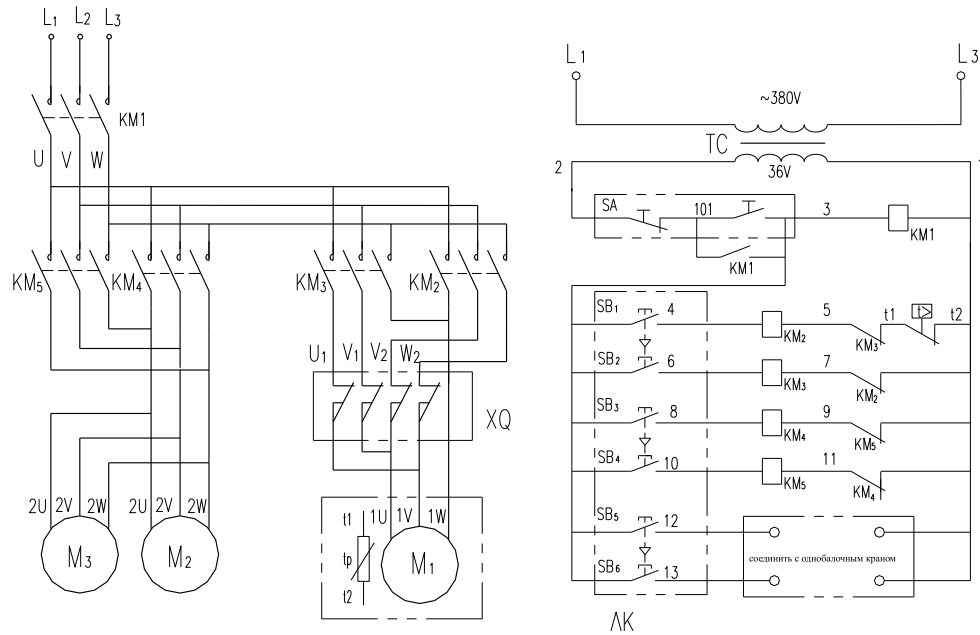 L1 L2 L3
KM1
U V W
KM5 KM4 KM3 KM2
U1 V1 V2 W2
XQ
2U 2V 2W 2U 2V 2W
M3 M2
t1 1U 1V 1W
tp
t2
M1
L1 L3
~380V
TC
36V
2 1
SA 101 3
KM1
KM1
SB1 4 KM2 5 KM3 t1 t> t2
SB2 6 KM3 7 KM2
SB3 8 KM4 9 KM5
SB4 10 KM5 11 KM4
SB5 12
соединить с однобалочным краном
SB6 13
ЛК